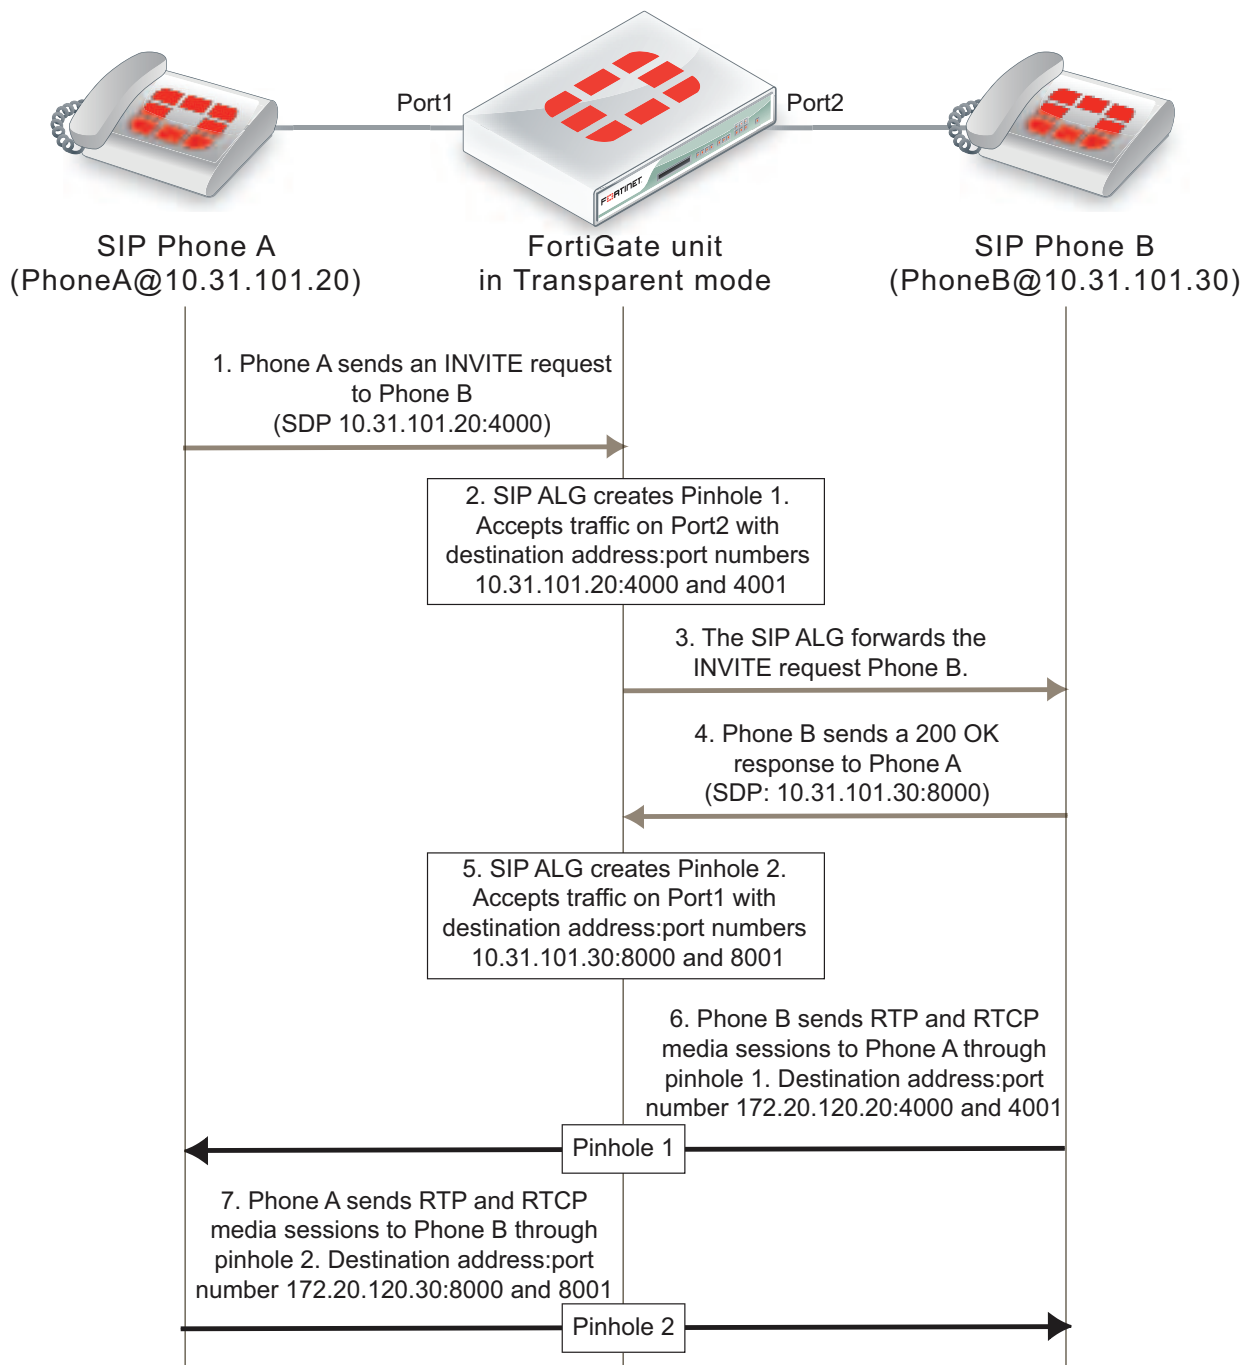 Port1
Port2
FORTINET
SIP Phone A
(PhoneA@10.31.101.20)
FortiGate unit
in Transparent mode
SIP Phone B
(PhoneB@10.31.101.30)
1. Phone A sends an INVITE request
to Phone B
(SDP 10.31.101.20:4000)
2. SIP ALG creates Pinhole 1.
Accepts traffic on Port2 with
destination address:port numbers
10.31.101.20:4000 and 4001
3. The SIP ALG forwards the
INVITE request Phone B.
4. Phone B sends a 200 OK
response to Phone A
(SDP: 10.31.101.30:8000)
5. SIP ALG creates Pinhole 2.
Accepts traffic on Port1 with
destination address:port numbers
10.31.101.30:8000 and 8001
6. Phone B sends RTP and RTCP
media sessions to Phone A through
pinhole 1. Destination address:port
number 172.20.120.20:4000 and 4001
Pinhole 1
7. Phone A sends RTP and RTCP
media sessions to Phone B through
pinhole 2. Destination address:port
number 172.20.120.30:8000 and 8001
Pinhole 2